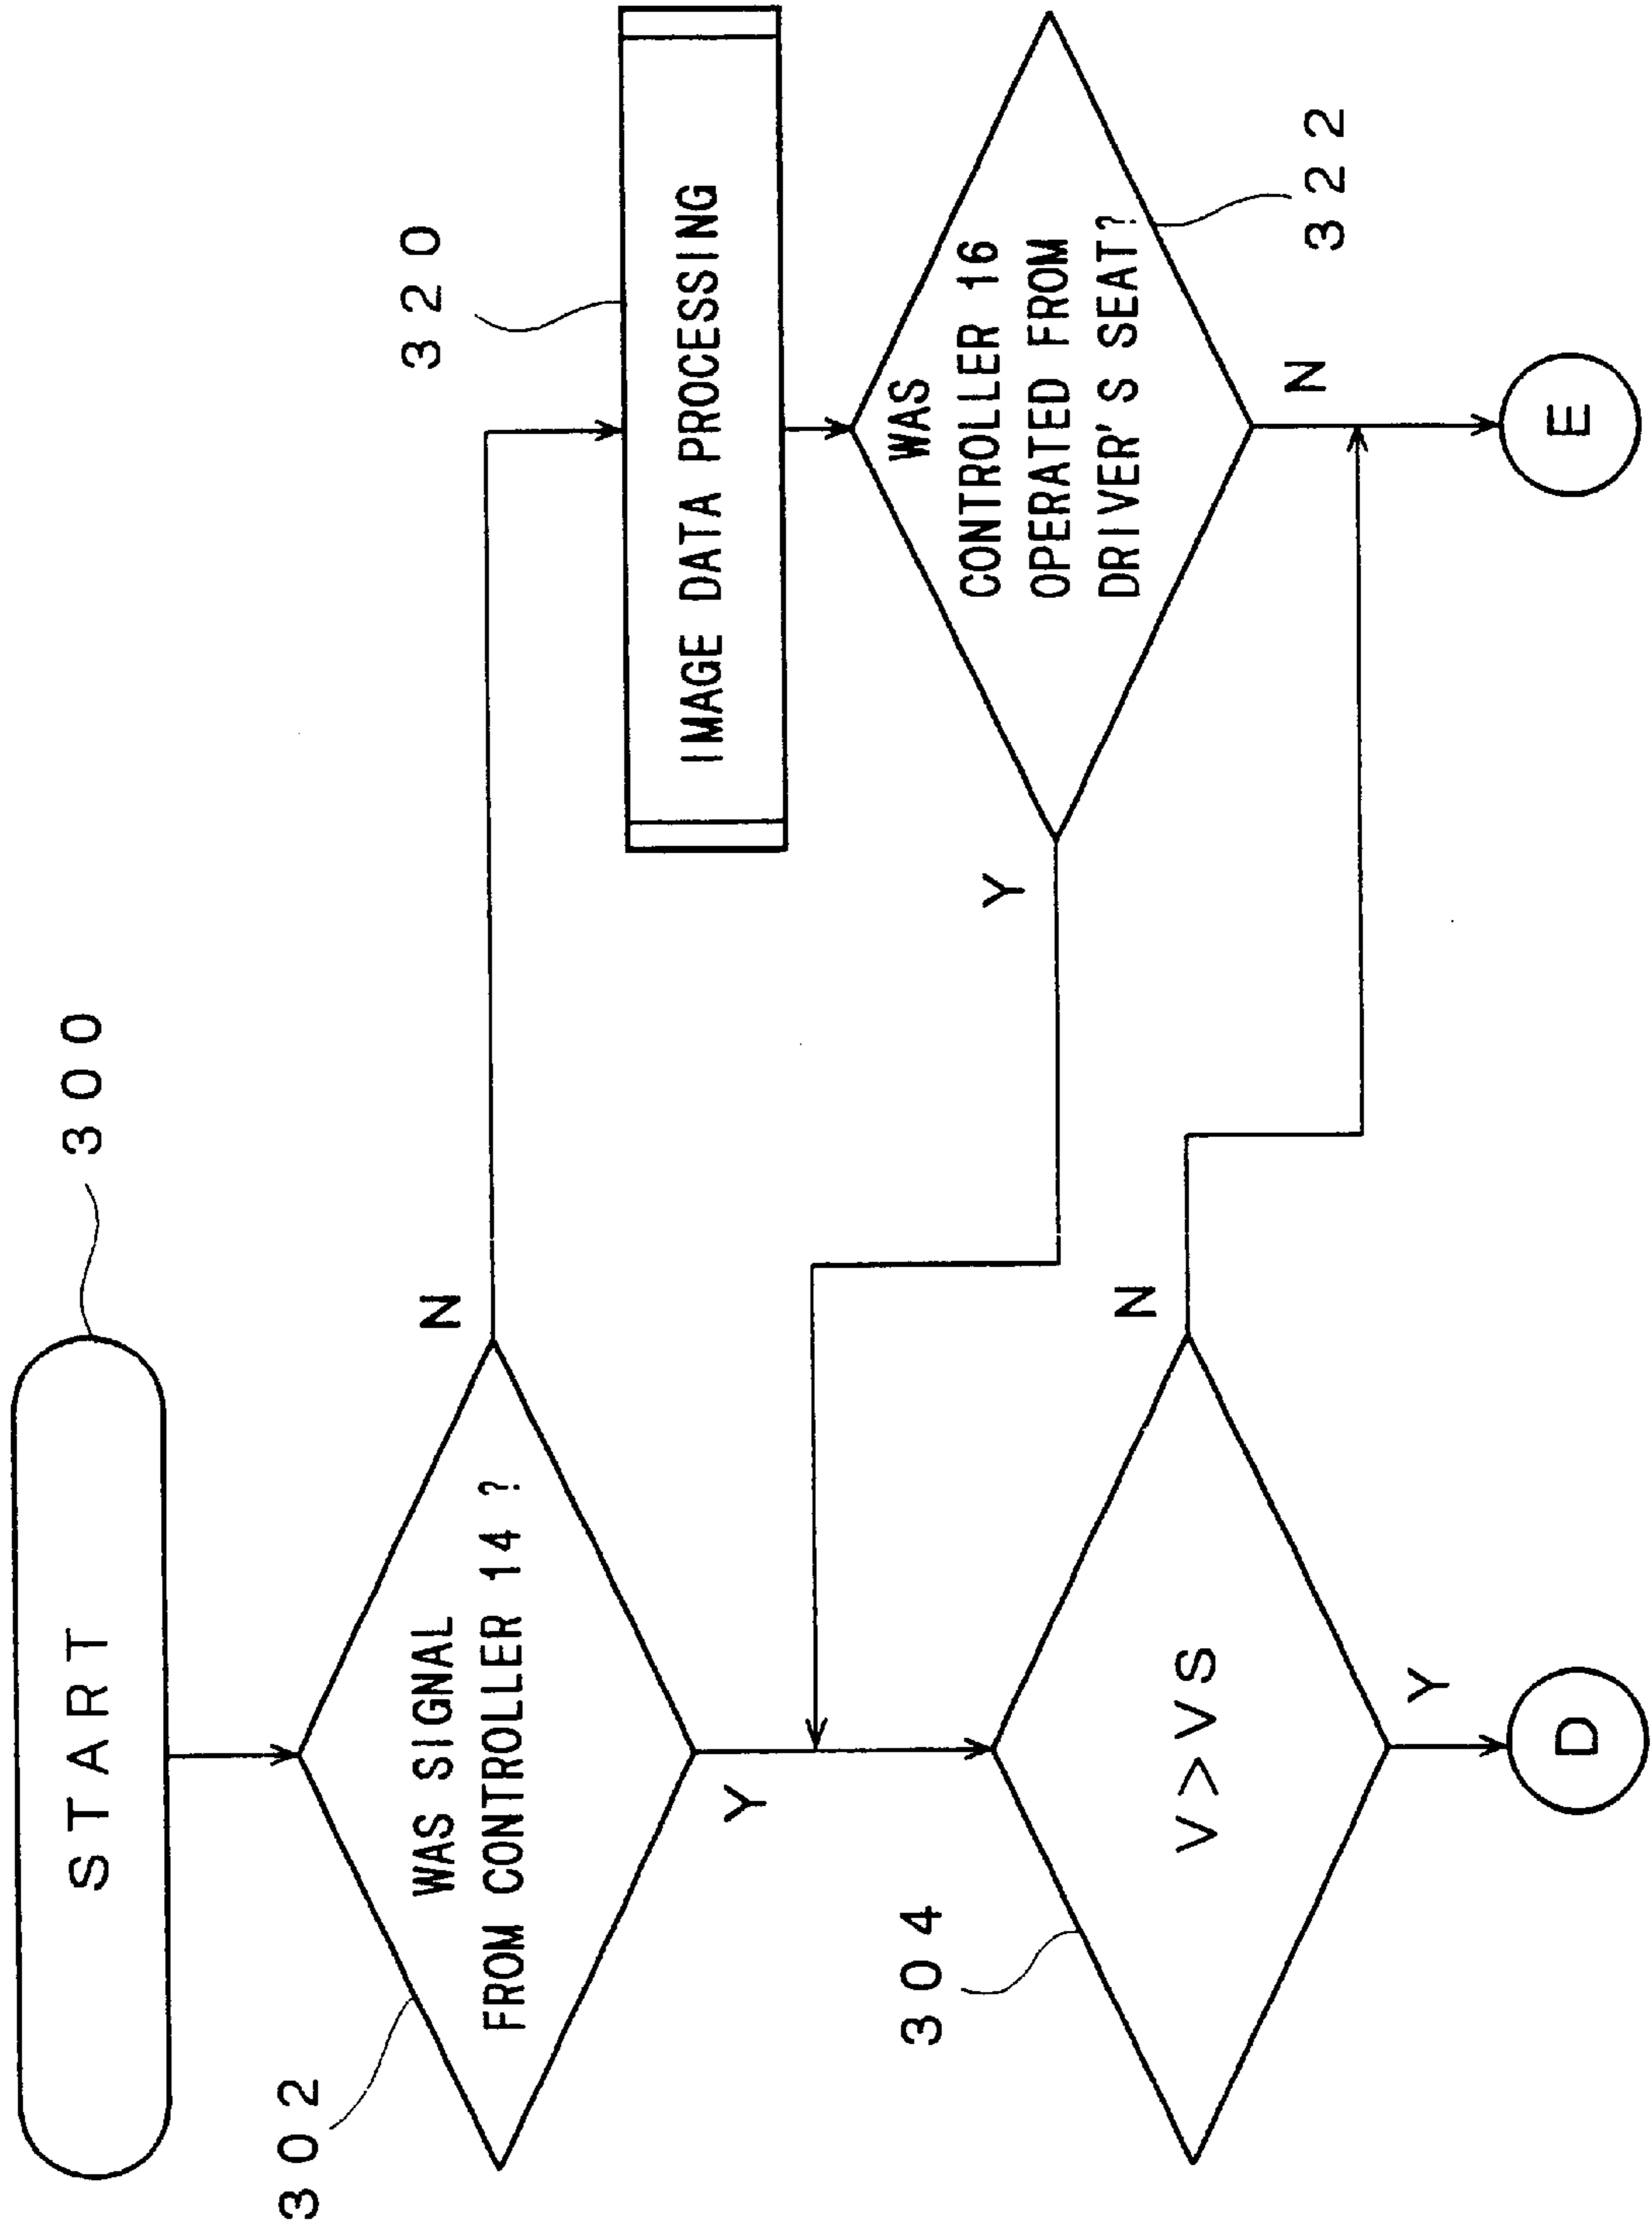 START
300
302
WAS SIGNAL
FROM CONTROLLER 14 ?
N
Y
320
IMAGE DATA PROCESSING
WAS
CONTROLLER 16
OPERATED FROM
DRIVER'S SEAT?
322
Y
N
304
V>VS
N
Y
D
E